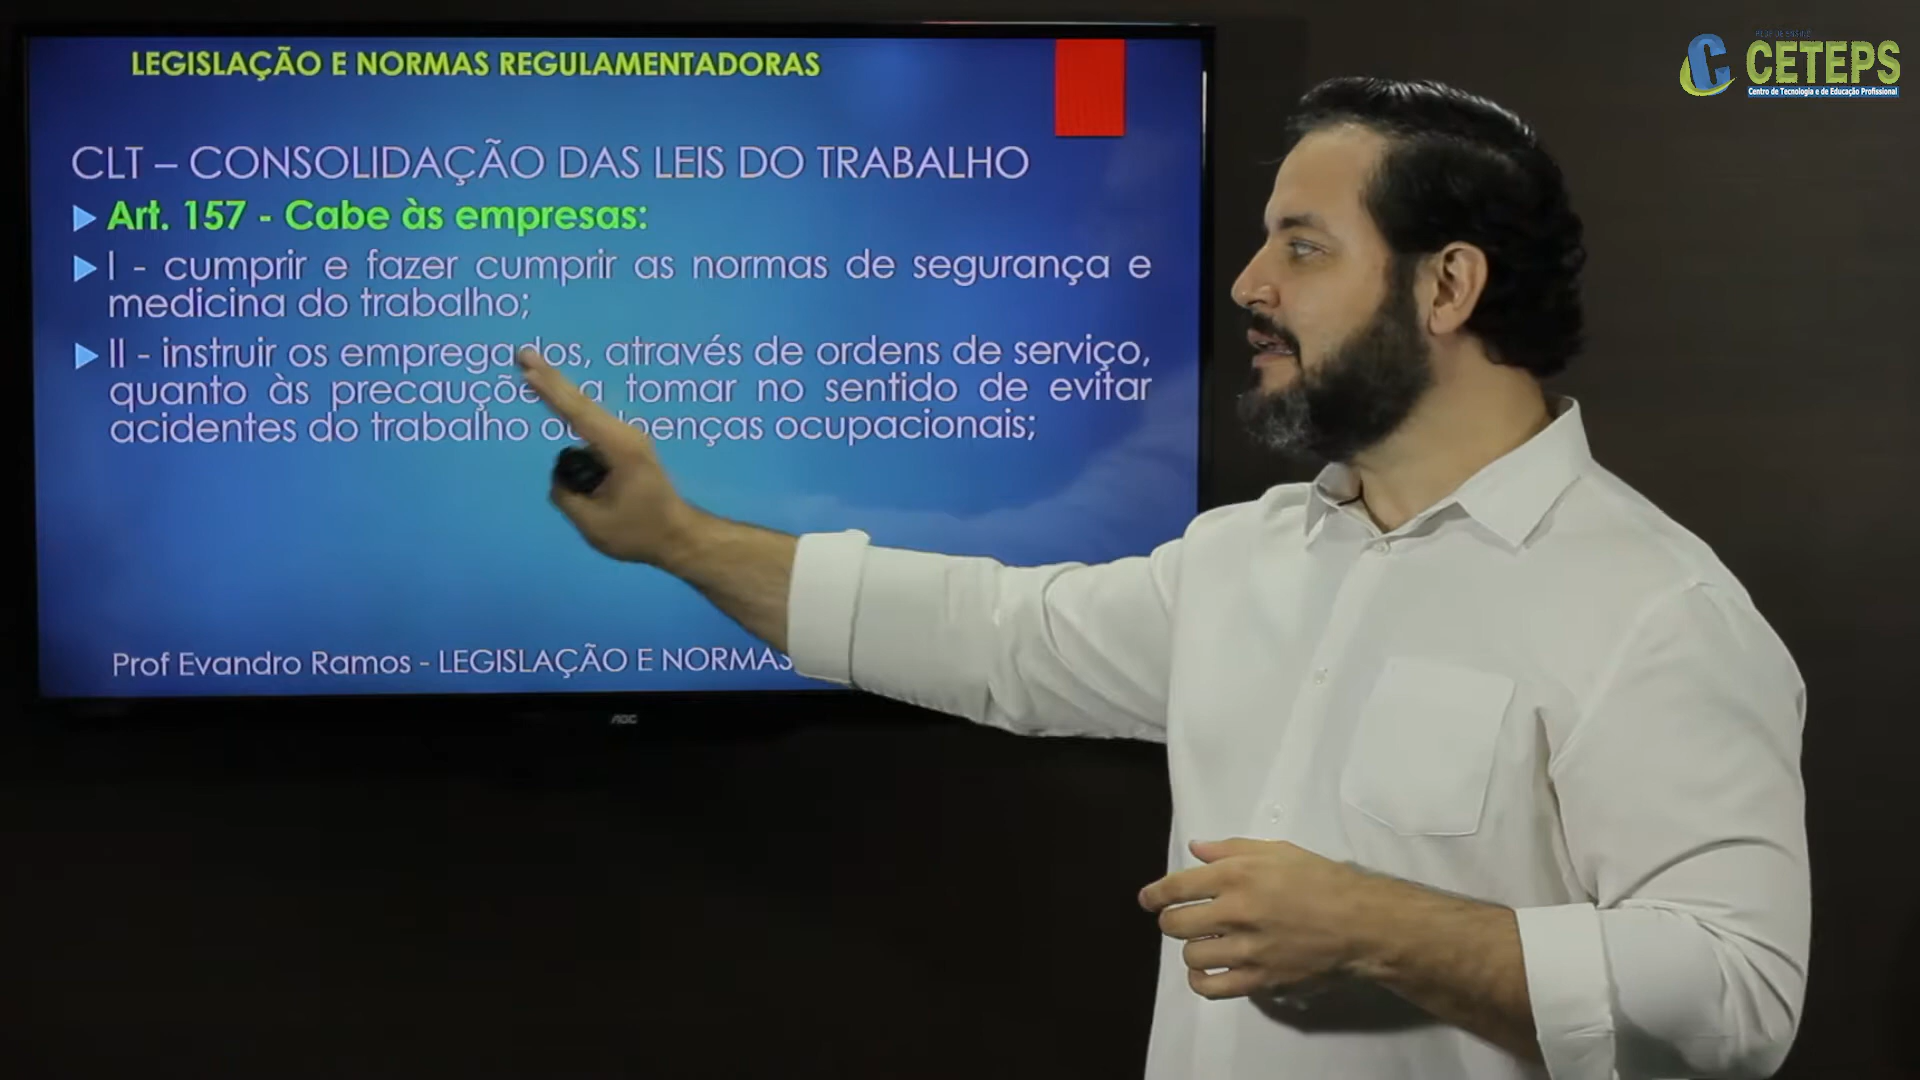 LEGISLAÇÃO E NORMAS REGULAMENTADORAS
CETEPS
Centro de Tecnologia e de Educação Profissional
CLT – CONSOLIDAÇÃO DAS LEIS DO TRABALHO
Art. 157 - Cabe às empresas:
I - cumprir e fazer cumprir as normas de segurança e
medicina do trabalho;
II - instruir os empregados, através de ordens de serviço,
quanto às precauções a tomar no sentido de evitar
acidentes do trabalho ou doenças ocupacionais;
Prof Evandro Ramos - LEGISLAÇÃO E NORMAS
AOC